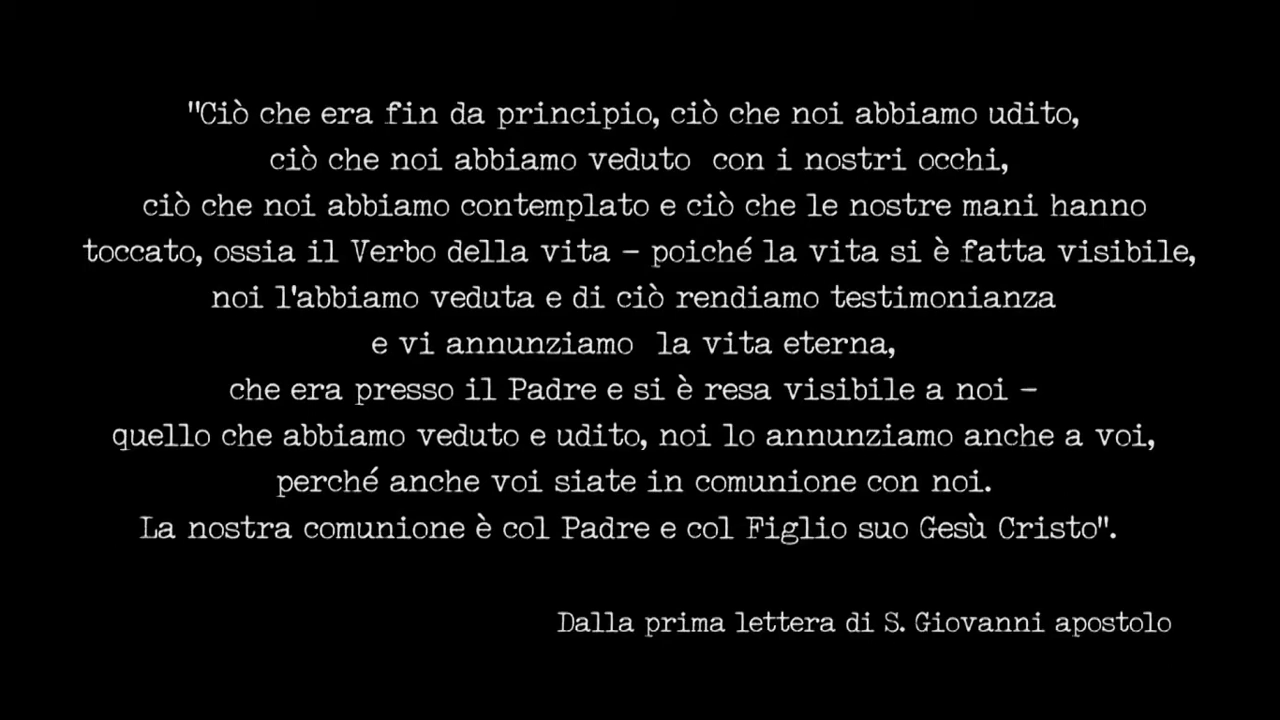 "Ciò che era fin da principio, ciò che noi abbiamo udito,
ciò che noi abbiamo veduto  con i nostri occhi,
ciò che noi abbiamo contemplato e ciò che le nostre mani hanno
toccato, ossia il Verbo della vita – poiché la vita si è fatta visibile,
noi l'abbiamo veduta e di ciò rendiamo testimonianza
e vi annunziamo  la vita eterna,
che era presso il Padre e si è resa visibile a noi –
quello che abbiamo veduto e udito, noi lo annunziamo anche a voi,
perché anche voi siate in comunione con noi.
La nostra comunione è col Padre e col Figlio suo Gesù Cristo".
Dalla prima lettera di S. Giovanni apostolo